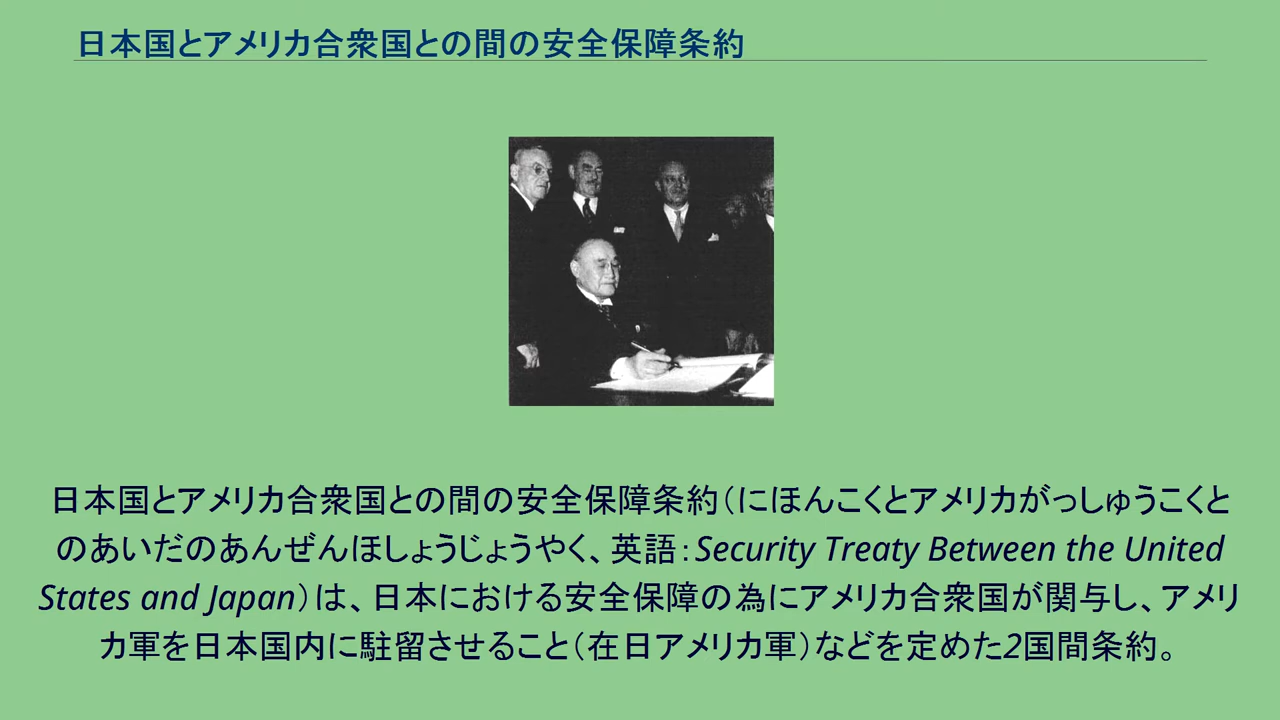 日本国とアメリカ合衆国との間の安全保障条約
日本国とアメリカ合衆国との間の安全保障条約（にほんこくとアメリカがっしゅうこくと
のあいだのあんぜんほしょうじょうやく、英語：Security Treaty Between the United
States and Japan）は、日本における安全保障の為にアメリカ合衆国が関与し、アメリ
カ軍を日本国内に駐留させること（在日アメリカ軍）などを定めた2国間条約。